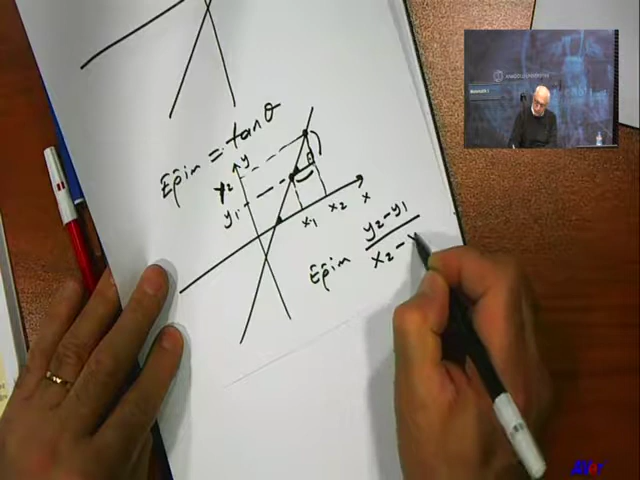 Eğim = tanθ
y
y2
y1
θ
x1 x2 x
Eğim y2-y1
x2-